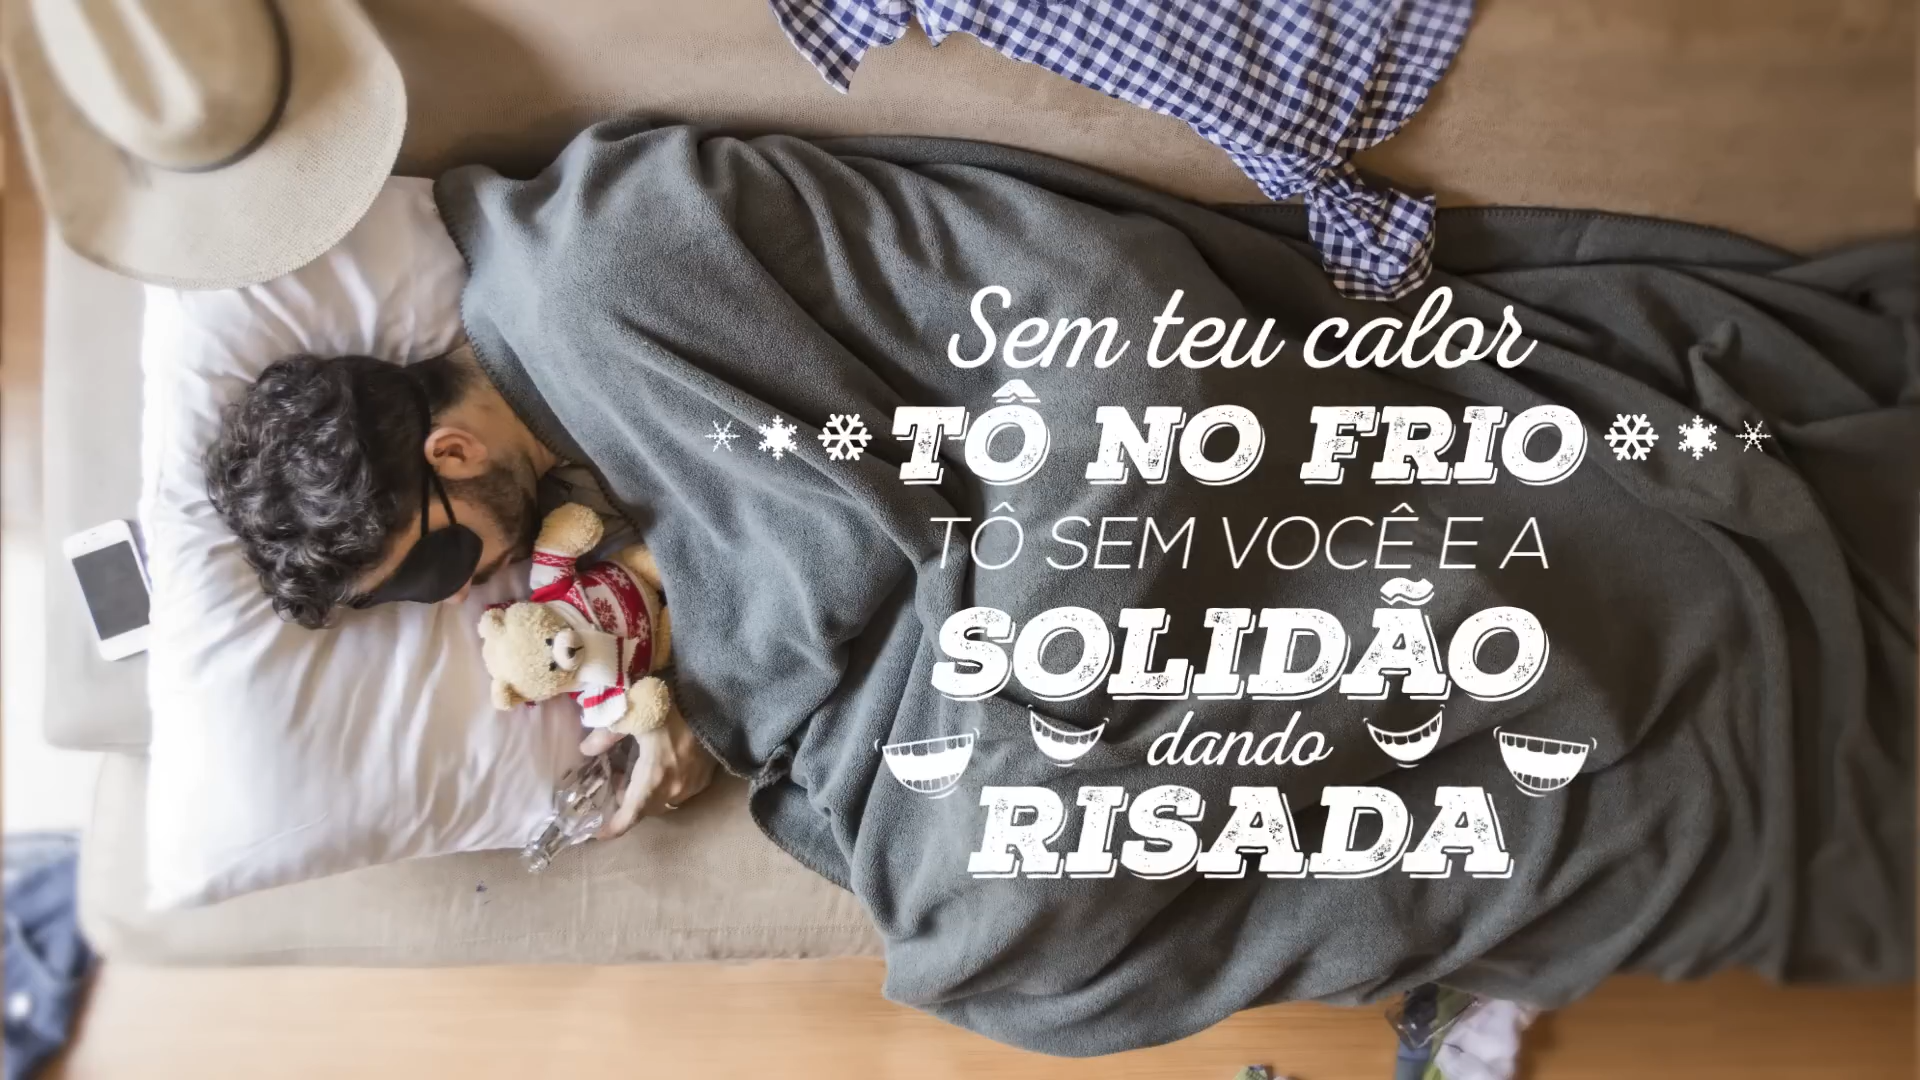 Sem teu calor
TÔ NO FRIO
TÔ SEM VOCÊ E A
SOLIDÃO
dando
RISADA